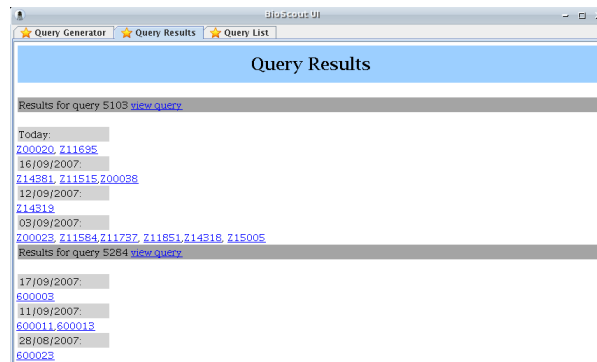 BioScout UI
Query Generator Query Results Query List
Query Results
Results for query 5103 view query
Today:
Z00020, Z11695
16/09/2007:
Z14381, Z11515,Z00038
12/09/2007:
Z14319
03/09/2007:
Z00023, Z11584,Z11737, Z11851,Z14318, Z15005
Results for query 5284 view query
17/09/2007:
600003
11/09/2007:
600011,600013
28/08/2007:
600023